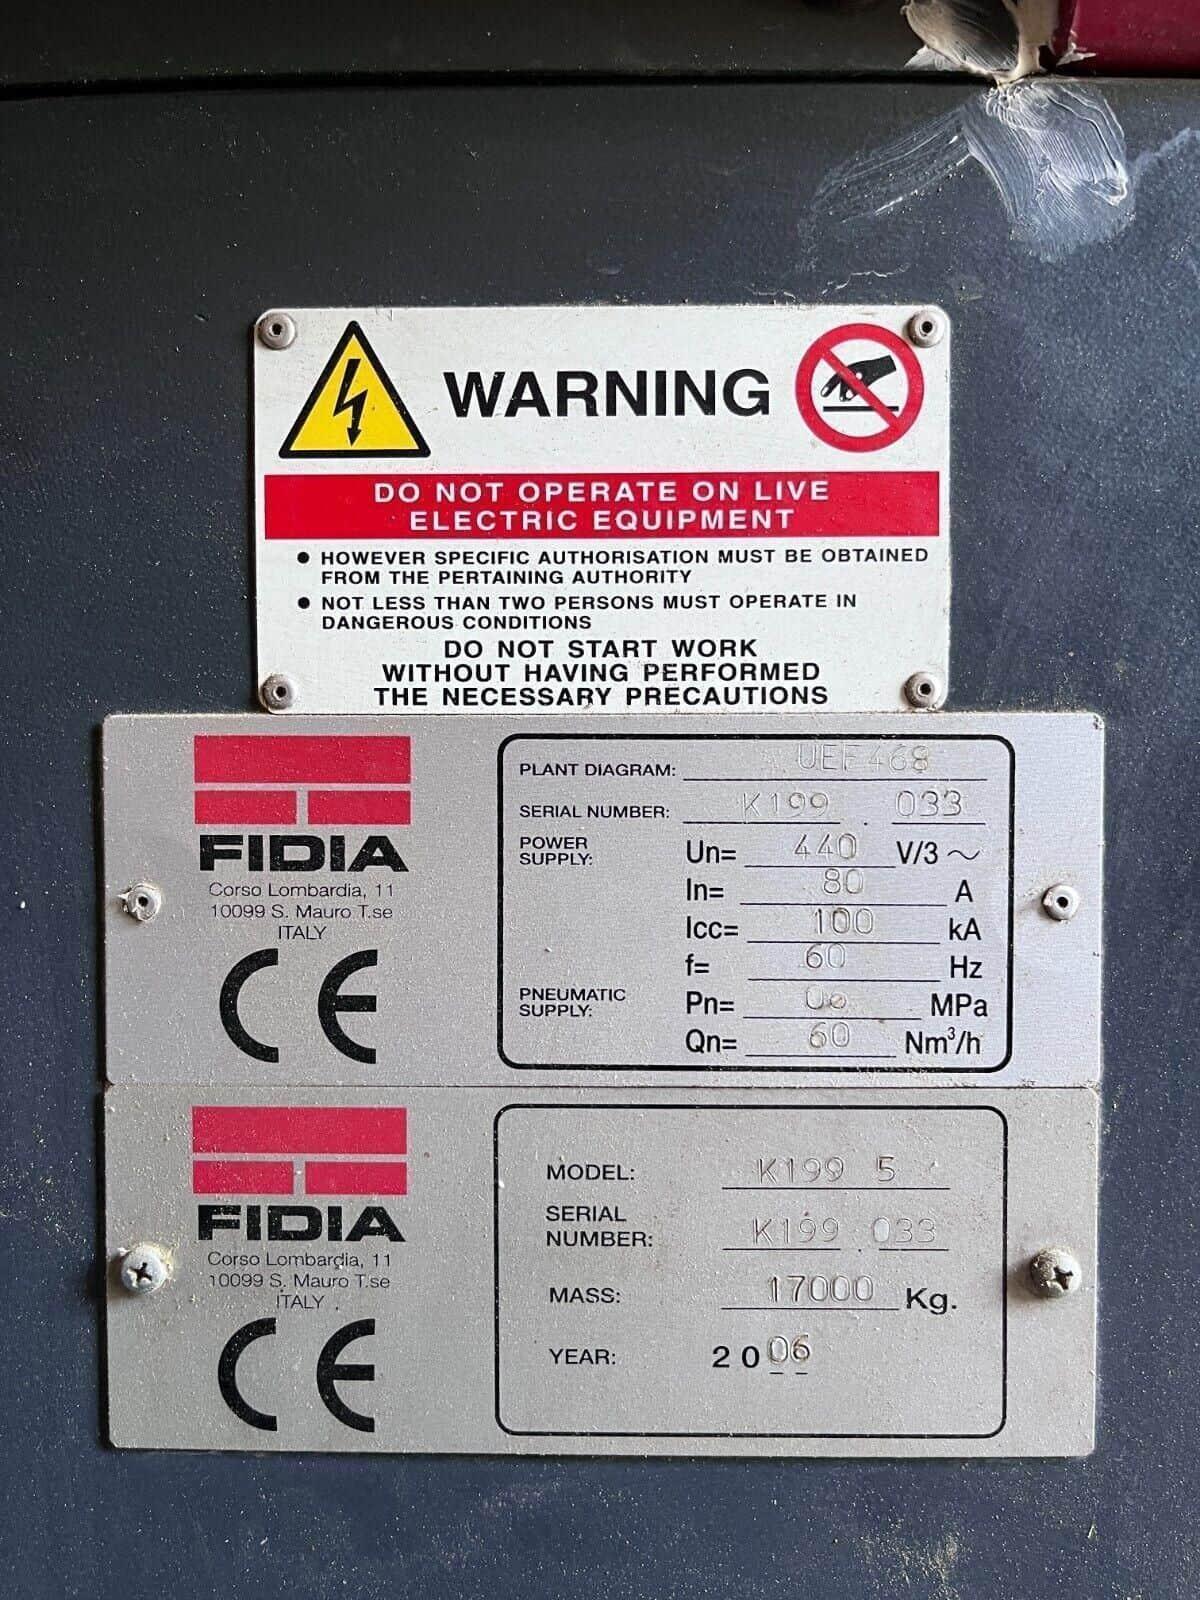 WARNING
DO NOT OPERATE ON LIVE
ELECTRIC EQUIPMENT
● HOWEVER SPECIFIC AUTHORISATION MUST BE OBTAINED
FROM THE PERTAINING AUTHORITY
● NOT LESS THAN TWO PERSONS MUST OPERATE IN
DANGEROUS CONDITIONS
DO NOT START WORK
WITHOUT HAVING PERFORMED
THE NECESSARY PRECAUTIONS
FIDIA
Corso Lombardia, 11
10099 S. Mauro T.se
ITALY
CE
PLANT DIAGRAM: UEF468
SERIAL NUMBER: K199 . 033
POWER
SUPPLY:
Un= 440 V/3 ~
In= 80 A
Icc= 100 kA
f= 60 Hz
PNEUMATIC
SUPPLY:
Pn= MPa
Qn= 60 Nm³/h
FIDIA
Corso Lombardia, 11
10099 S. Mauro T.se
ITALY
CE
MODEL: K199 5
SERIAL
NUMBER: K199 . 033
MASS: 17000 Kg.
YEAR: 2006